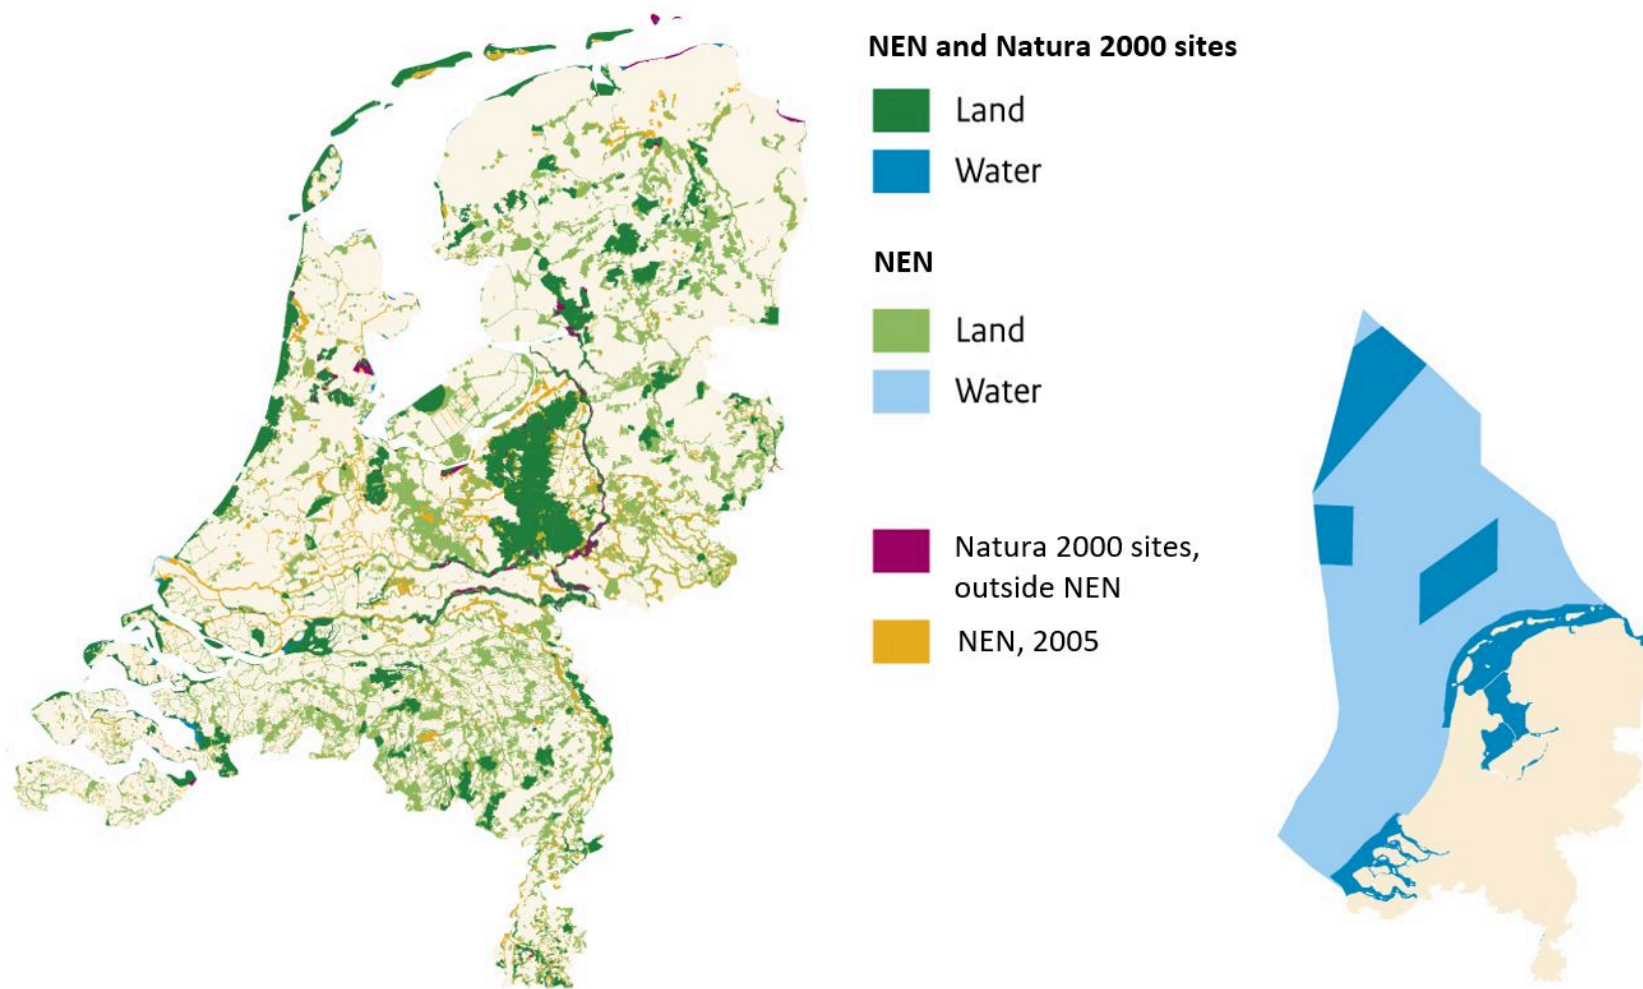 NEN and Natura 2000 sites
Land
Water
NEN
Land
Water
Natura 2000 sites,
outside NEN
NEN, 2005